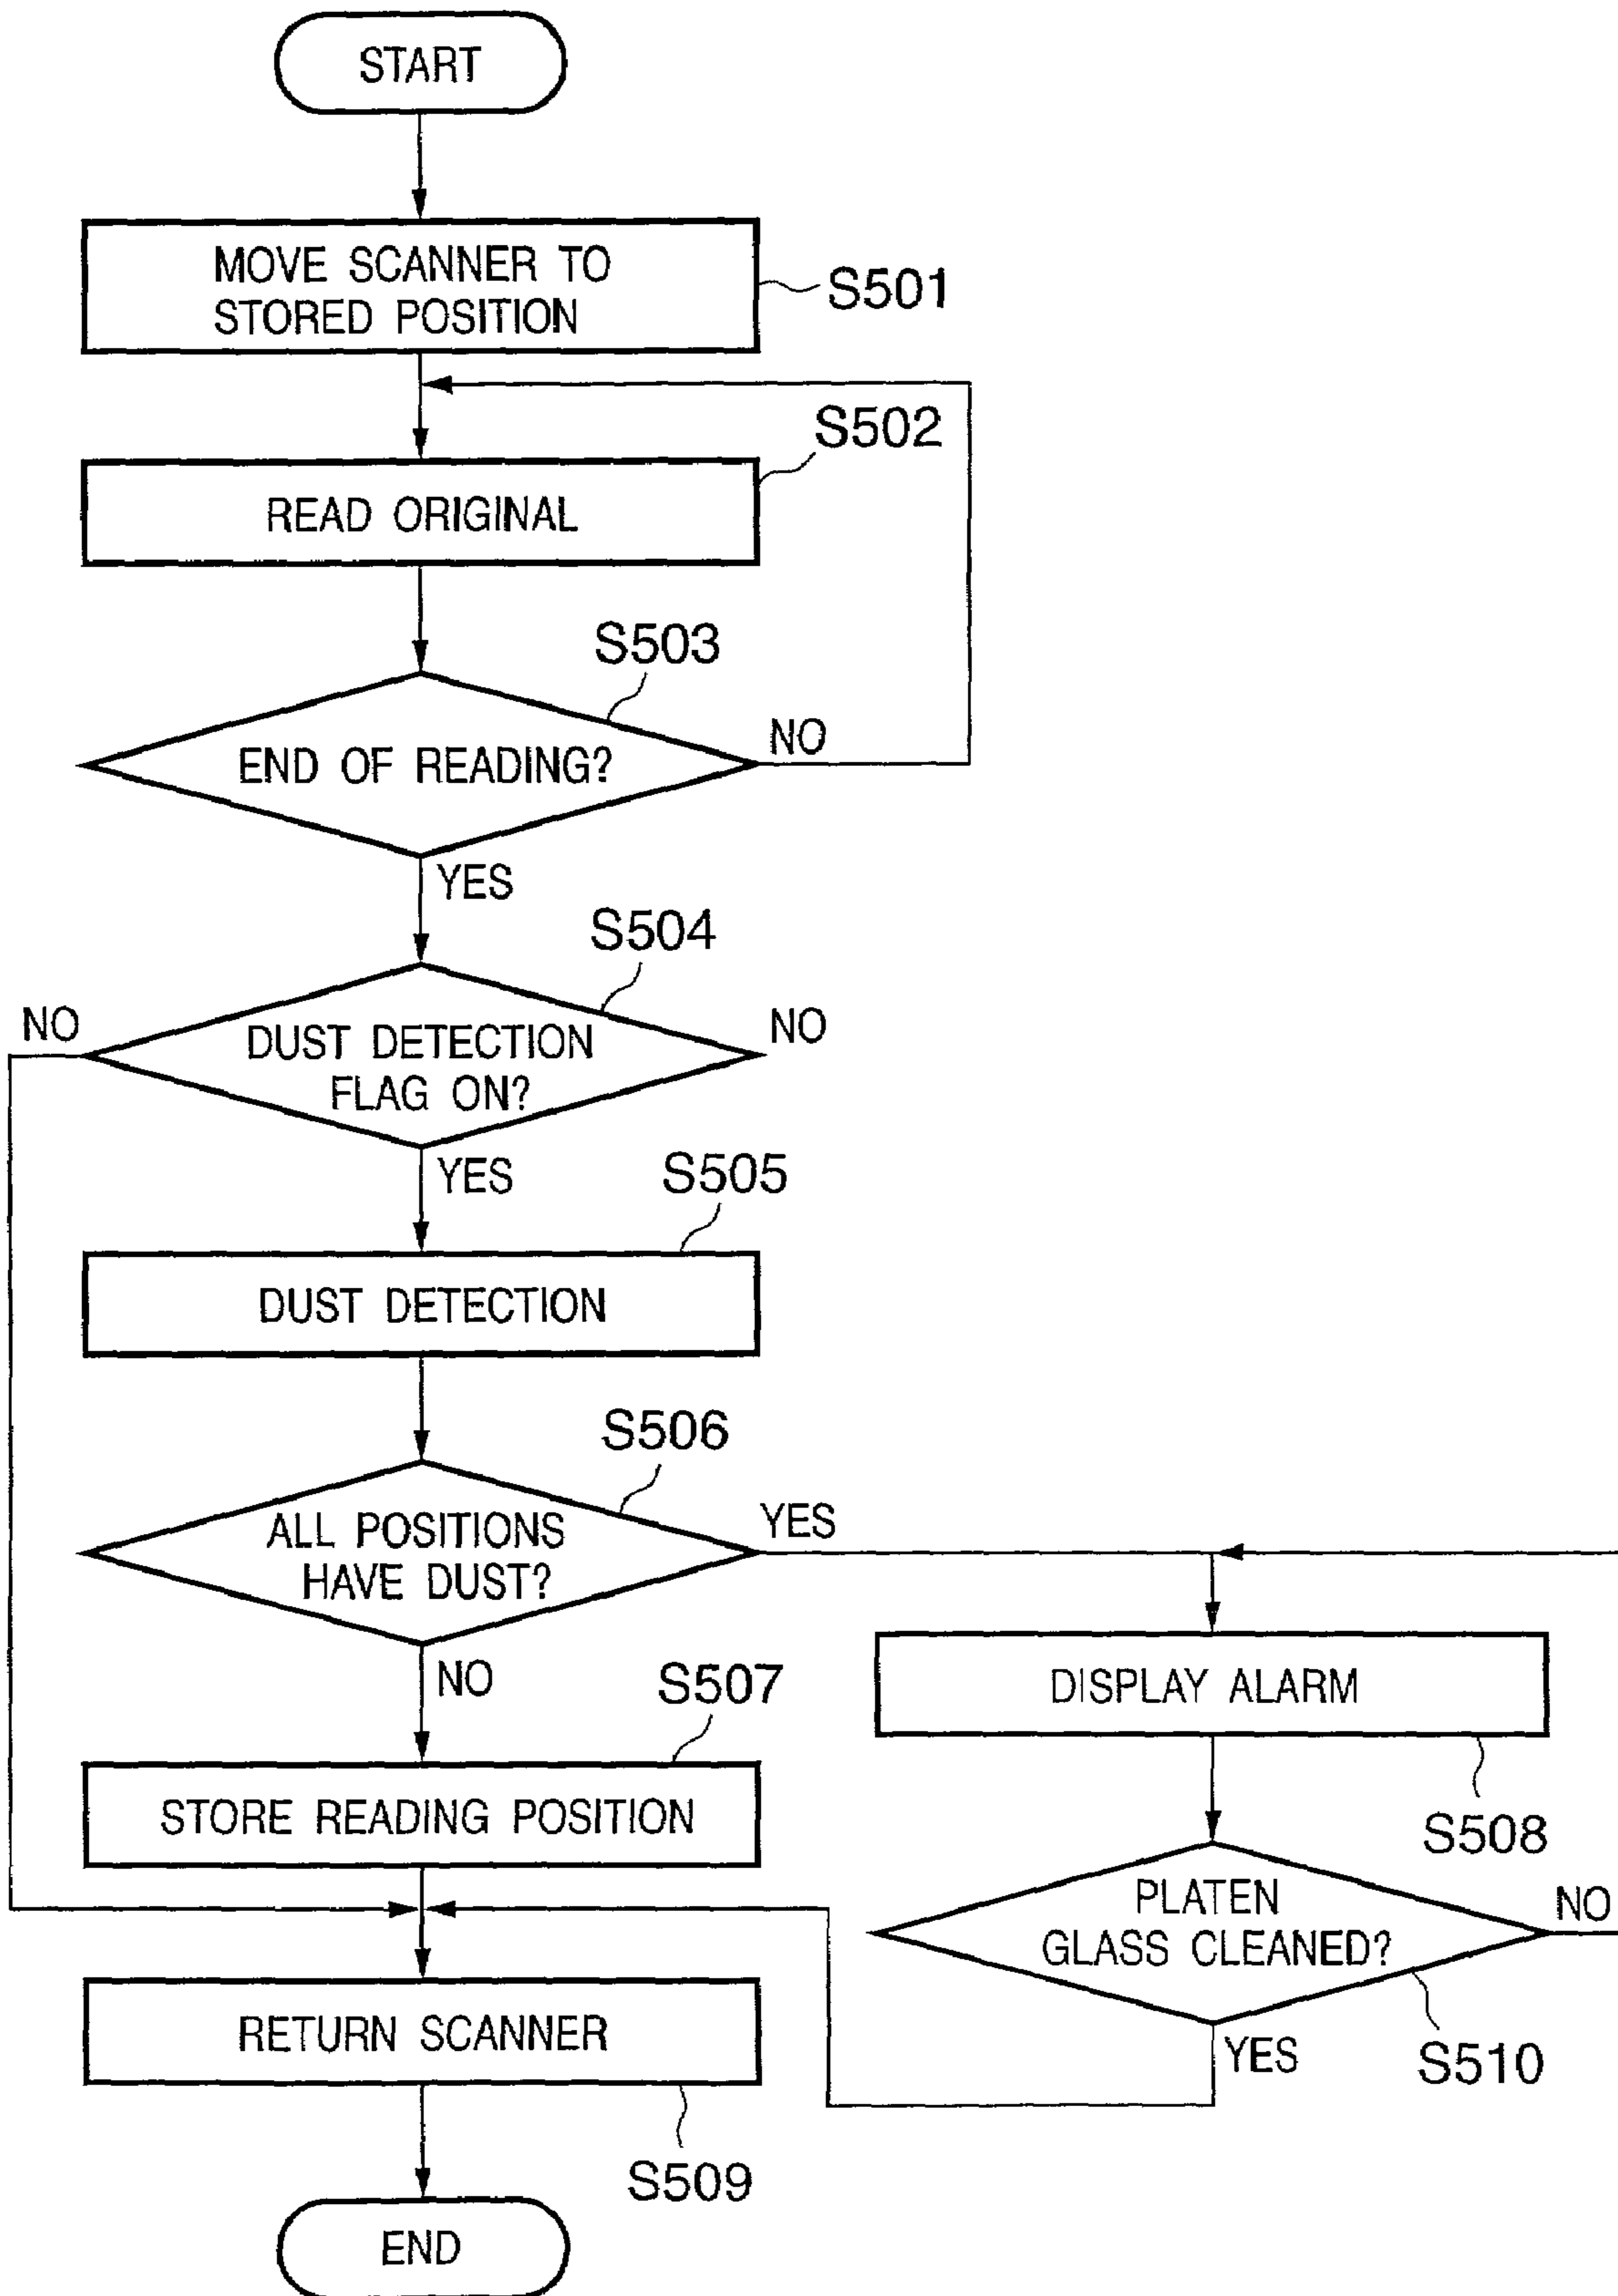 START
MOVE SCANNER TO
STORED POSITION
S501
S502
READ ORIGINAL
S503
END OF READING?
NO
YES
S504
NO
DUST DETECTION
FLAG ON?
NO
YES
S505
DUST DETECTION
S506
ALL POSITIONS
HAVE DUST?
YES
NO
S507
STORE READING POSITION
DISPLAY ALARM
S508
PLATEN
GLASS CLEANED?
NO
YES
S510
RETURN SCANNER
S509
END